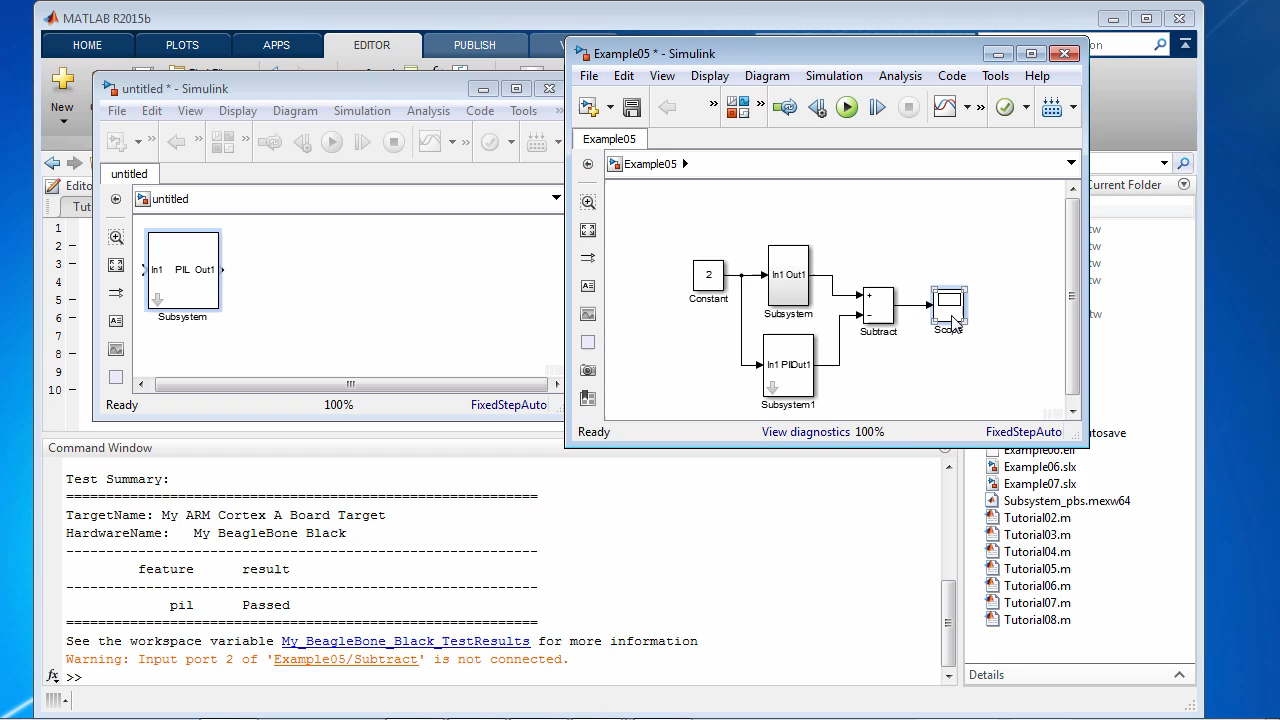 MATLAB R2015b
HOME
PLOTS
APPS
EDITOR
PUBLISH
New
untitled * - Simulink
File Edit View Display Diagram Simulation Analysis Code Tools
untitled
untitled
In1 PIL Out1
Subsystem
Ready
100%
FixedStepAuto
Example05 * - Simulink
File Edit View Display Diagram Simulation Analysis Code Tools Help
Example05
Example05
2
Constant
In1 Out1
Subsystem
In1 PIL Out1
Subsystem1
+
−
Subtract
Scope
Ready
View diagnostics 100%
FixedStepAuto
1
2
3
4
5
6
7
8
9
10
Command Window
Test Summary:
TargetName: My ARM Cortex A Board Target
HardwareName: My BeagleBone Black
feature result
pil Passed
See the workspace variable My_BeagleBone_Black_TestResults for more information
Warning: Input port 2 of 'Example05/Subtract' is not connected.
fx >>
Current Folder
Example06.slx
Example07.slx
Subsystem_pbs.mexw64
Tutorial02.m
Tutorial03.m
Tutorial04.m
Tutorial05.m
Tutorial06.m
Tutorial07.m
Tutorial08.m
Details